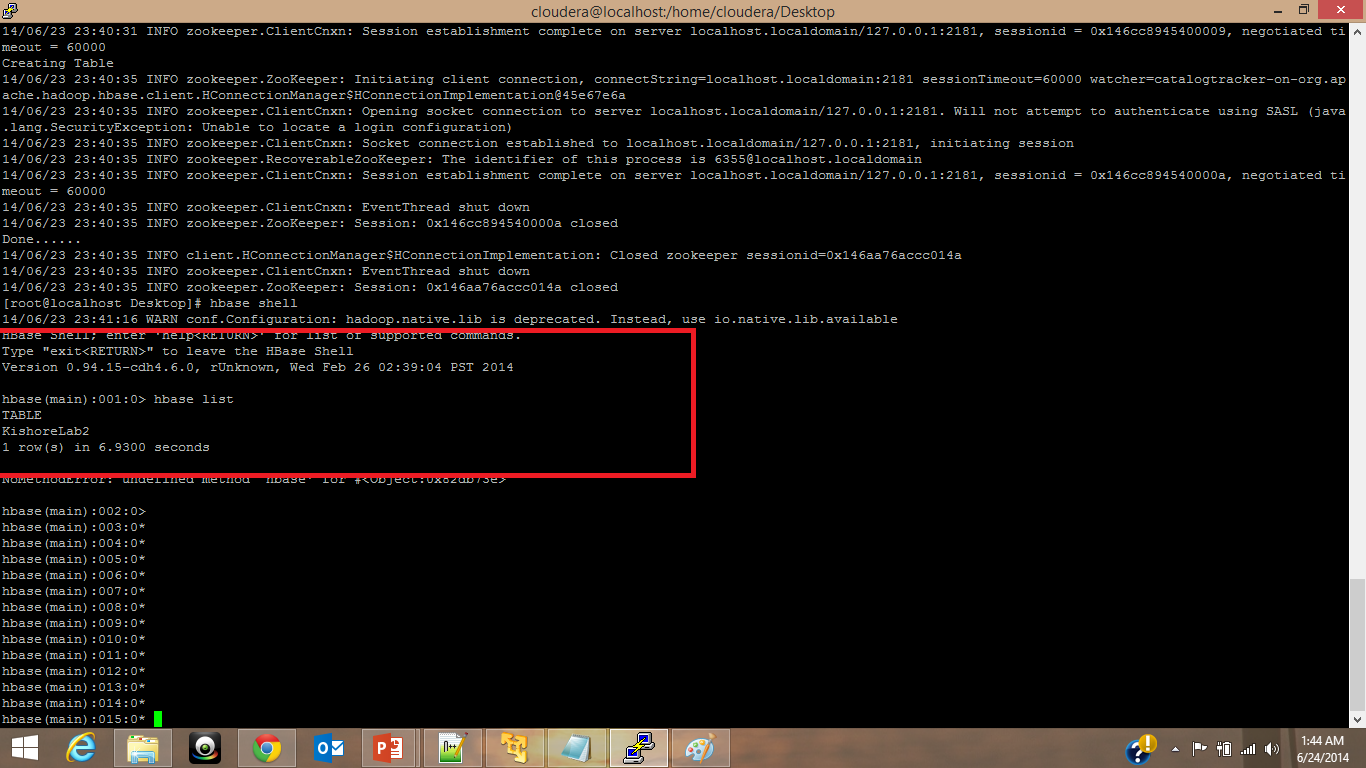 cloudera@localhost:/home/cloudera/Desktop
14/06/23 23:40:31 INFO zookeeper.ClientCnxn: Session establishment complete on server localhost.localdomain/127.0.0.1:2181, sessionid = 0x146cc8945400009, negotiated ti
meout = 60000
Creating Table
14/06/23 23:40:35 INFO zookeeper.ZooKeeper: Initiating client connection, connectString=localhost.localdomain:2181 sessionTimeout=60000 watcher=catalogtracker-on-org.ap
ache.hadoop.hbase.client.HConnectionManager$HConnectionImplementation@45e67e6a
14/06/23 23:40:35 INFO zookeeper.ClientCnxn: Opening socket connection to server localhost.localdomain/127.0.0.1:2181. Will not attempt to authenticate using SASL (java
.lang.SecurityException: Unable to locate a login configuration)
14/06/23 23:40:35 INFO zookeeper.ClientCnxn: Socket connection established to localhost.localdomain/127.0.0.1:2181, initiating session
14/06/23 23:40:35 INFO zookeeper.RecoverableZooKeeper: The identifier of this process is 6355@localhost.localdomain
14/06/23 23:40:35 INFO zookeeper.ClientCnxn: Session establishment complete on server localhost.localdomain/127.0.0.1:2181, sessionid = 0x146cc894540000a, negotiated ti
meout = 60000
14/06/23 23:40:35 INFO zookeeper.ClientCnxn: EventThread shut down
14/06/23 23:40:35 INFO zookeeper.ZooKeeper: Session: 0x146cc894540000a closed
Done......
14/06/23 23:40:35 INFO client.HConnectionManager$HConnectionImplementation: Closed zookeeper sessionid=0x146aa76accc014a
14/06/23 23:40:35 INFO zookeeper.ClientCnxn: EventThread shut down
14/06/23 23:40:35 INFO zookeeper.ZooKeeper: Session: 0x146aa76accc014a closed
[root@localhost Desktop]# hbase shell
14/06/23 23:41:16 WARN conf.Configuration: hadoop.native.lib is deprecated. Instead, use io.native.lib.available
HBase Shell; enter 'help<RETURN>' for list of supported commands.
Type "exit<RETURN>" to leave the HBase Shell
Version 0.94.15-cdh4.6.0, rUnknown, Wed Feb 26 02:39:04 PST 2014
hbase(main):001:0> hbase list
TABLE
KishoreLab2
1 row(s) in 6.9300 seconds
NoMethodError: undefined method `hbase' for #<Object:0x82db73e>
hbase(main):002:0>
hbase(main):003:0*
hbase(main):004:0*
hbase(main):005:0*
hbase(main):006:0*
hbase(main):007:0*
hbase(main):008:0*
hbase(main):009:0*
hbase(main):010:0*
hbase(main):011:0*
hbase(main):012:0*
hbase(main):013:0*
hbase(main):014:0*
hbase(main):015:0*
1:44 AM
6/24/2014